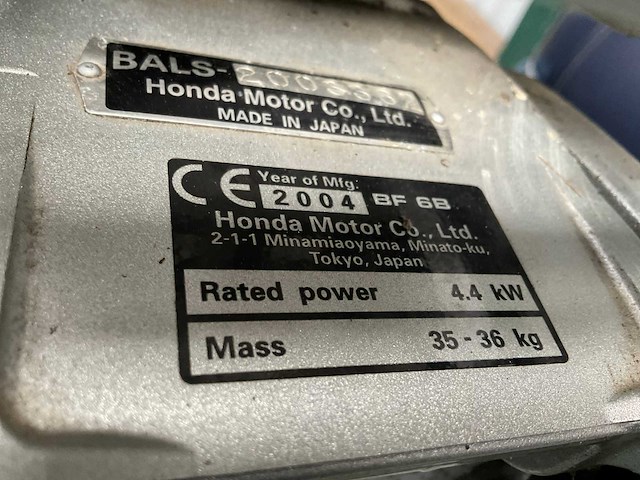 BALS-
Honda Motor Co., Ltd.
MADE IN JAPAN
CE Year of Mfg:
2004 BF 6B
Honda Motor Co., Ltd.
2-1-1 Minamiaoyama, Minato-ku,
Tokyo, Japan
Rated power 4.4 kW
Mass 35-36 kg